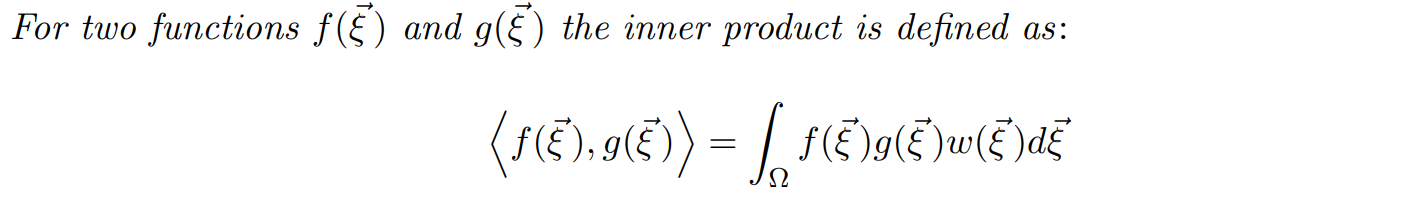 For two functions f(ξ⃗) and g(ξ⃗) the inner product is defined as:
⟨f(ξ⃗), g(ξ⃗)⟩ = ∫_Ω f(ξ⃗)g(ξ⃗)w(ξ⃗)dξ⃗